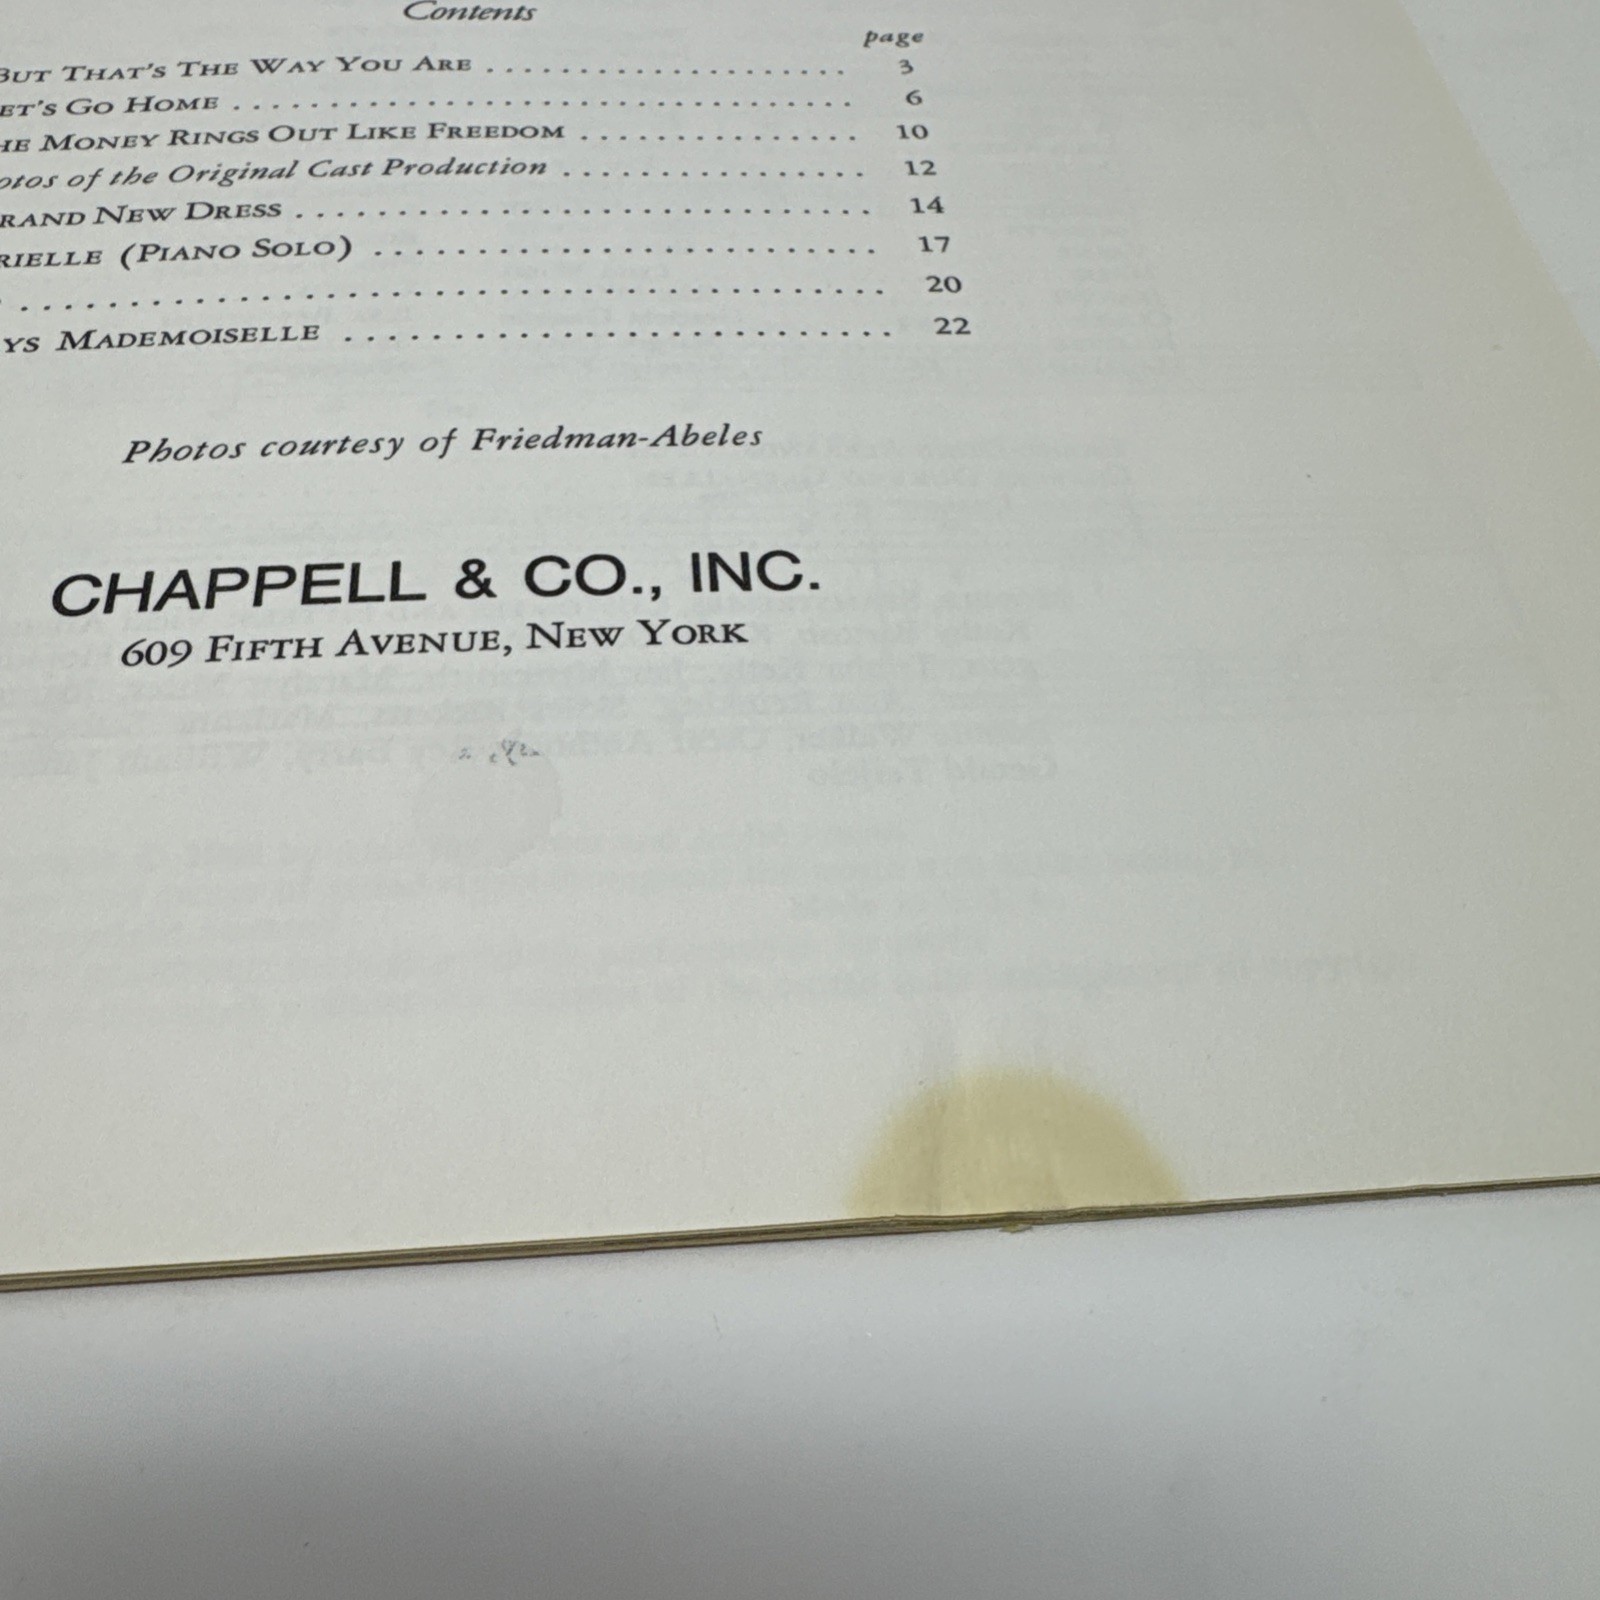 Contents
page
BUT THAT'S THE WAY YOU ARE .................... 3
ET'S GO HOME ................................. 6
HE MONEY RINGS OUT LIKE FREEDOM ............... 10
otos of the Original Cast Production ................ 12
RAND NEW DRESS ............................. 14
RIELLE (PIANO SOLO) ......................... 17
........................................... 20
YS MADEMOISELLE .......................... 22
Photos courtesy of Friedman-Abeles
CHAPPELL & CO., INC.
609 FIFTH AVENUE, NEW YORK